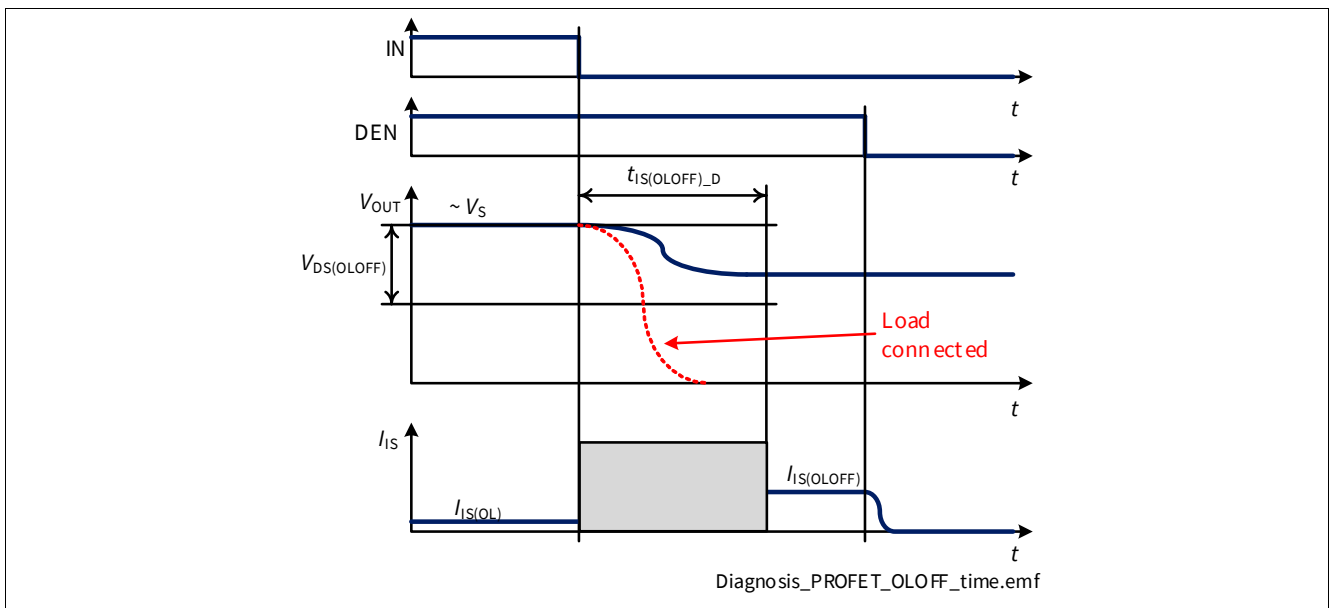 IN
t
DEN
t
tIS(OLOFF)_D
VOUT
~ VS
VDS(OLOFF)
Load
connected
t
IIS
IIS(OL)
IIS(OLOFF)
t
Diagnosis_PROFET_OLOFF_time.emf